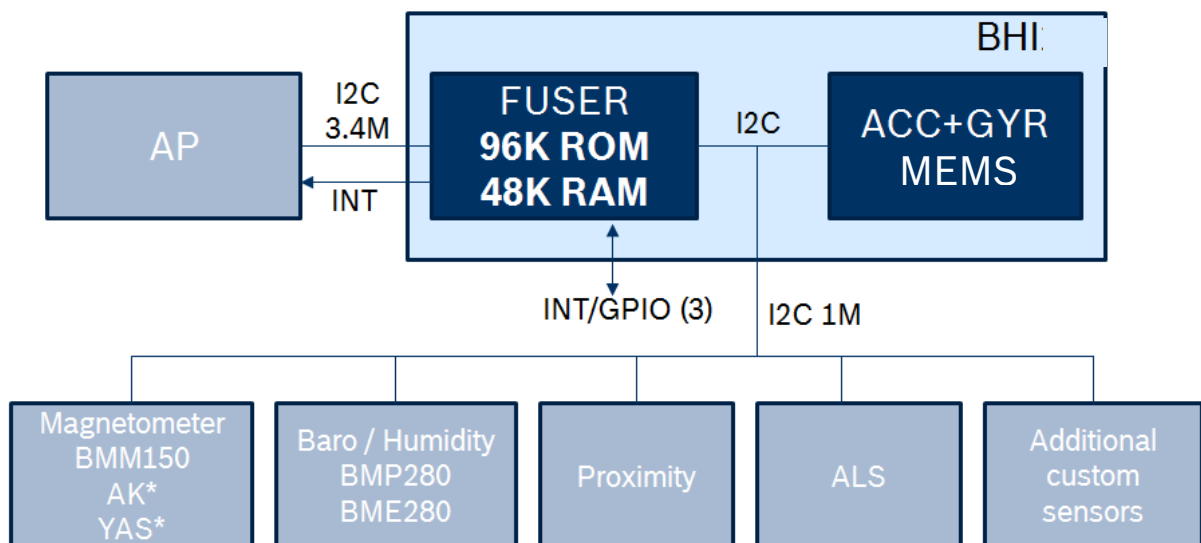 BHI
AP
I2C
3.4M
INT
FUSER
96K ROM
48K RAM
I2C
ACC+GYR
MEMS
INT/GPIO (3)
I2C 1M
Magnetometer
BMM150
AK*
YAS*
Baro / Humidity
BMP280
BME280
Proximity
ALS
Additional
custom
sensors